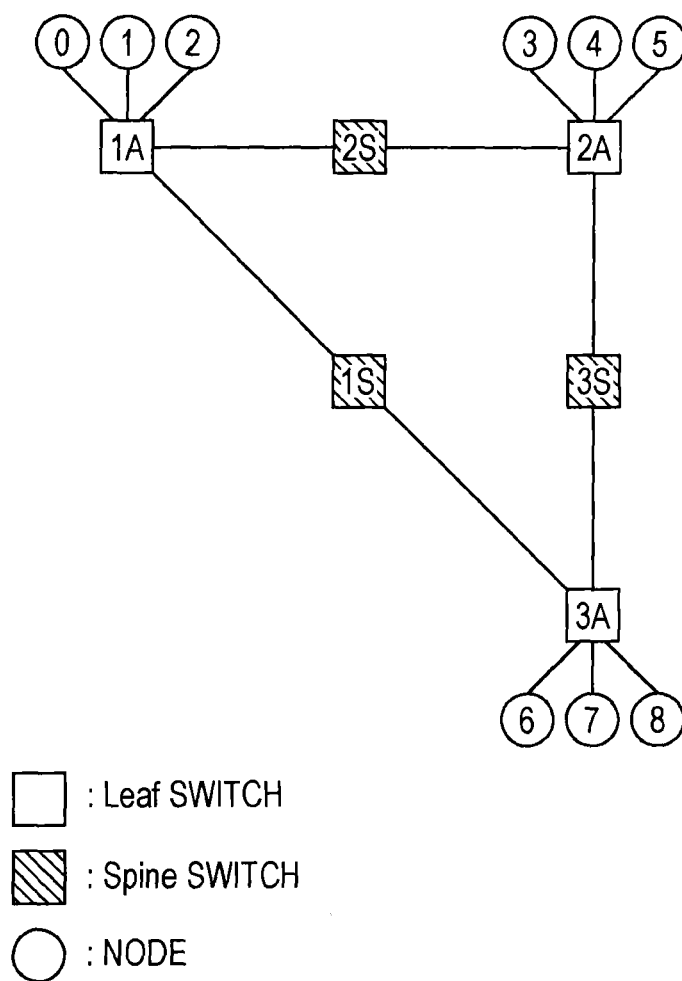 0 1 2 3 4 5
1A 2S 2A
1S 3S
3A
6 7 8
: Leaf SWITCH
: Spine SWITCH
: NODE